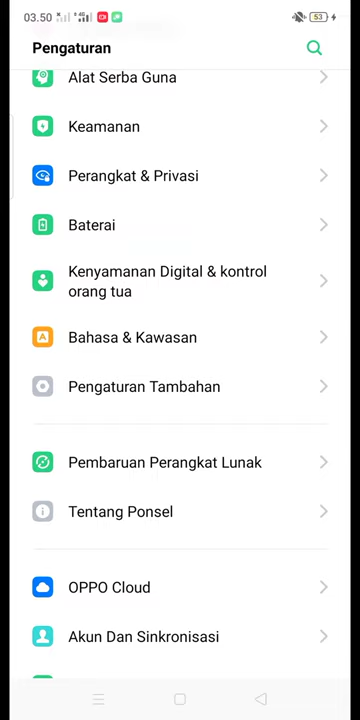 03.50
53
Pengaturan
Alat Serba Guna
Keamanan
Perangkat & Privasi
Baterai
Kenyamanan Digital & kontrol
orang tua
Bahasa & Kawasan
Pengaturan Tambahan
Pembaruan Perangkat Lunak
Tentang Ponsel
OPPO Cloud
Akun Dan Sinkronisasi